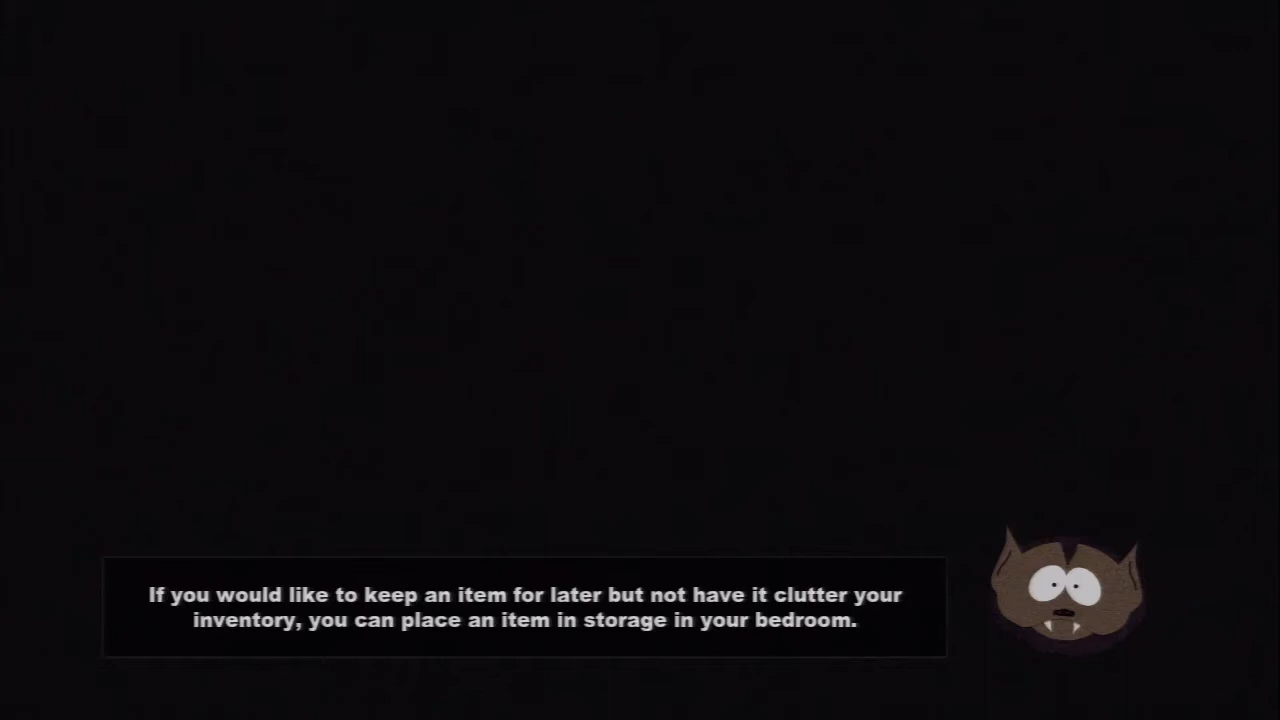 If you would like to keep an item for later but not have it clutter your
inventory, you can place an item in storage in your bedroom.